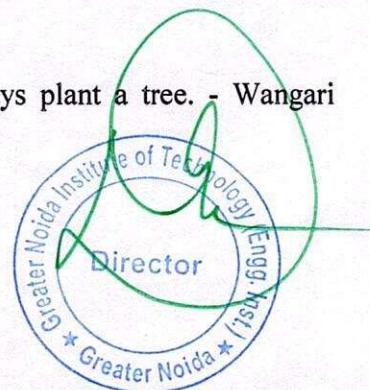 ys plant a tree. - Wangari
Greater Noida Institute of Technology (Engg. Inst.)
Director
★ Greater Noida ★